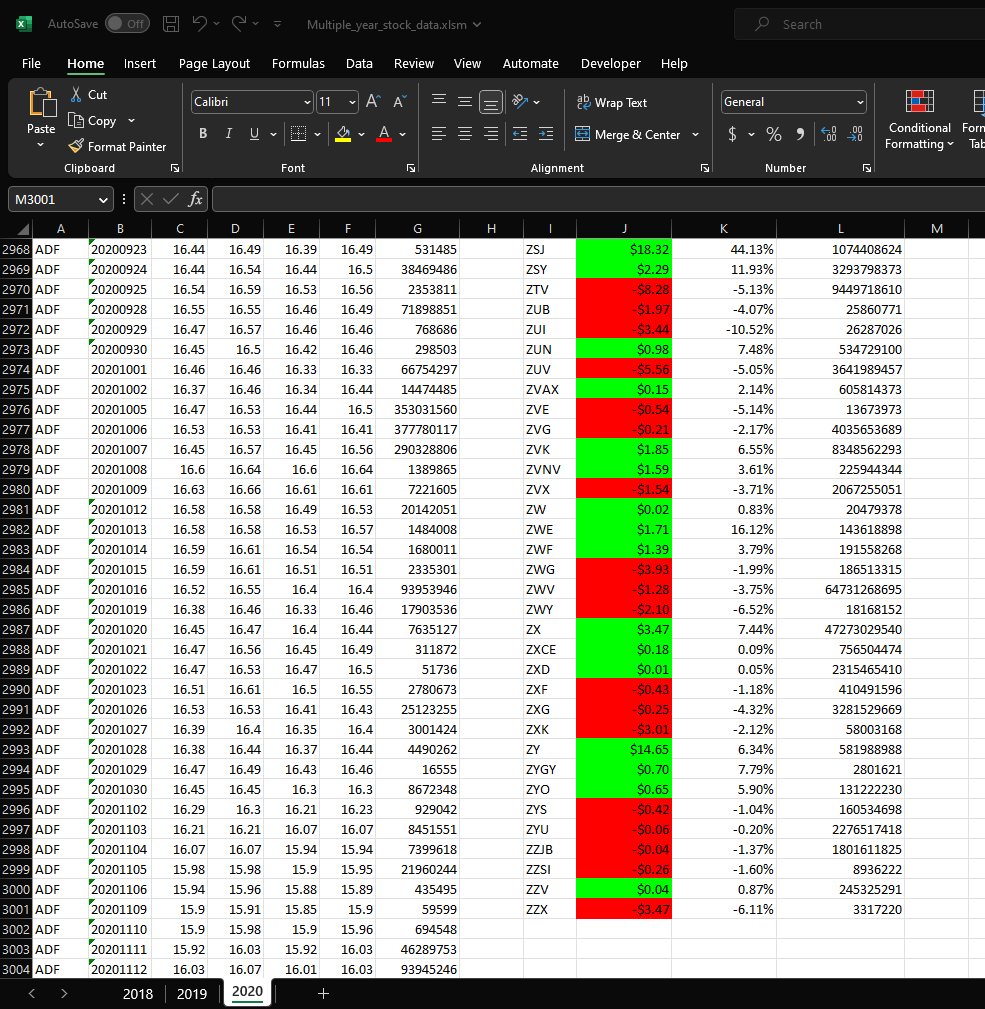 AutoSave Off Multiple_year_stock_data.xlsm Search
File Home Insert Page Layout Formulas Data Review View Automate Developer Help
Paste Cut Copy Format Painter Clipboard
Calibri 11 A A B I U A Font
ab Wrap Text Merge & Center Alignment
General $ % Number
Conditional Formatting
M3001 fx
A B C D E F G H I J K L M
2968 ADF 20200923 16.44 16.49 16.39 16.49 531485 ZSJ $18.32 44.13% 1074408624
2969 ADF 20200924 16.44 16.54 16.44 16.5 38469486 ZSY $2.29 11.93% 3293798373
2970 ADF 20200925 16.54 16.59 16.53 16.56 2353811 ZTV -$8.28 -5.13% 9449718610
2971 ADF 20200928 16.55 16.55 16.46 16.49 71898851 ZUB -$1.97 -4.07% 25860771
2972 ADF 20200929 16.47 16.57 16.46 16.46 768686 ZUI -$3.44 -10.52% 26287026
2973 ADF 20200930 16.45 16.5 16.42 16.46 298503 ZUN $0.98 7.48% 534729100
2974 ADF 20201001 16.46 16.46 16.33 16.33 66754297 ZUV -$5.56 -5.05% 3641989457
2975 ADF 20201002 16.37 16.46 16.34 16.44 14474485 ZVAX $0.15 2.14% 605814373
2976 ADF 20201005 16.47 16.53 16.44 16.5 353031560 ZVE -$0.54 -5.14% 13673973
2977 ADF 20201006 16.53 16.53 16.41 16.41 377780117 ZVG -$0.21 -2.17% 4035653689
2978 ADF 20201007 16.45 16.57 16.45 16.56 290328806 ZVK $1.85 6.55% 8348562293
2979 ADF 20201008 16.6 16.64 16.6 16.64 1389865 ZVNV $1.59 3.61% 225944344
2980 ADF 20201009 16.63 16.66 16.61 16.61 7221605 ZVX -$1.54 -3.71% 2067255051
2981 ADF 20201012 16.58 16.58 16.49 16.53 20142051 ZW $0.02 0.83% 20479378
2982 ADF 20201013 16.58 16.58 16.53 16.57 1484008 ZWE $1.71 16.12% 143618898
2983 ADF 20201014 16.59 16.61 16.54 16.54 1680011 ZWF $1.39 3.79% 191558268
2984 ADF 20201015 16.59 16.61 16.51 16.51 2335301 ZWG -$3.93 -1.99% 186513315
2985 ADF 20201016 16.52 16.55 16.4 16.4 93953946 ZWV -$1.28 -3.75% 64731268695
2986 ADF 20201019 16.38 16.46 16.33 16.46 17903536 ZWY -$2.10 -6.52% 18168152
2987 ADF 20201020 16.45 16.47 16.4 16.44 7635127 ZX $3.47 7.44% 47273029540
2988 ADF 20201021 16.47 16.56 16.45 16.49 311872 ZXCE $0.18 0.09% 756504474
2989 ADF 20201022 16.47 16.53 16.47 16.5 51736 ZXD $0.01 0.05% 2315465410
2990 ADF 20201023 16.51 16.61 16.5 16.55 2780673 ZXF -$0.43 -1.18% 410491596
2991 ADF 20201026 16.53 16.53 16.41 16.43 25123255 ZXG -$0.25 -4.32% 3281529669
2992 ADF 20201027 16.39 16.4 16.35 16.4 3001424 ZXK -$3.01 -2.12% 58003168
2993 ADF 20201028 16.38 16.44 16.37 16.44 4490262 ZY $14.65 6.34% 581988988
2994 ADF 20201029 16.47 16.49 16.43 16.46 16555 ZYGY $0.70 7.79% 2801621
2995 ADF 20201030 16.45 16.45 16.3 16.3 8672348 ZYO $0.65 5.90% 131222230
2996 ADF 20201102 16.29 16.3 16.21 16.23 929042 ZYS -$0.42 -1.04% 160534698
2997 ADF 20201103 16.21 16.21 16.07 16.07 8451551 ZYU -$0.06 -0.20% 2276517418
2998 ADF 20201104 16.07 16.07 15.94 15.94 7399618 ZZJB -$0.04 -1.37% 1801611825
2999 ADF 20201105 15.98 15.98 15.9 15.95 21960244 ZZSI -$0.26 -1.60% 8936222
3000 ADF 20201106 15.94 15.96 15.88 15.89 435495 ZZV $0.04 0.87% 245325291
3001 ADF 20201109 15.9 15.91 15.85 15.9 59599 ZZX -$3.47 -6.11% 3317220
3002 ADF 20201110 15.9 15.98 15.9 15.96 694548
3003 ADF 20201111 15.92 16.03 15.92 16.03 46289753
3004 ADF 20201112 16.03 16.07 16.01 16.03 93945246
2018 2019 2020